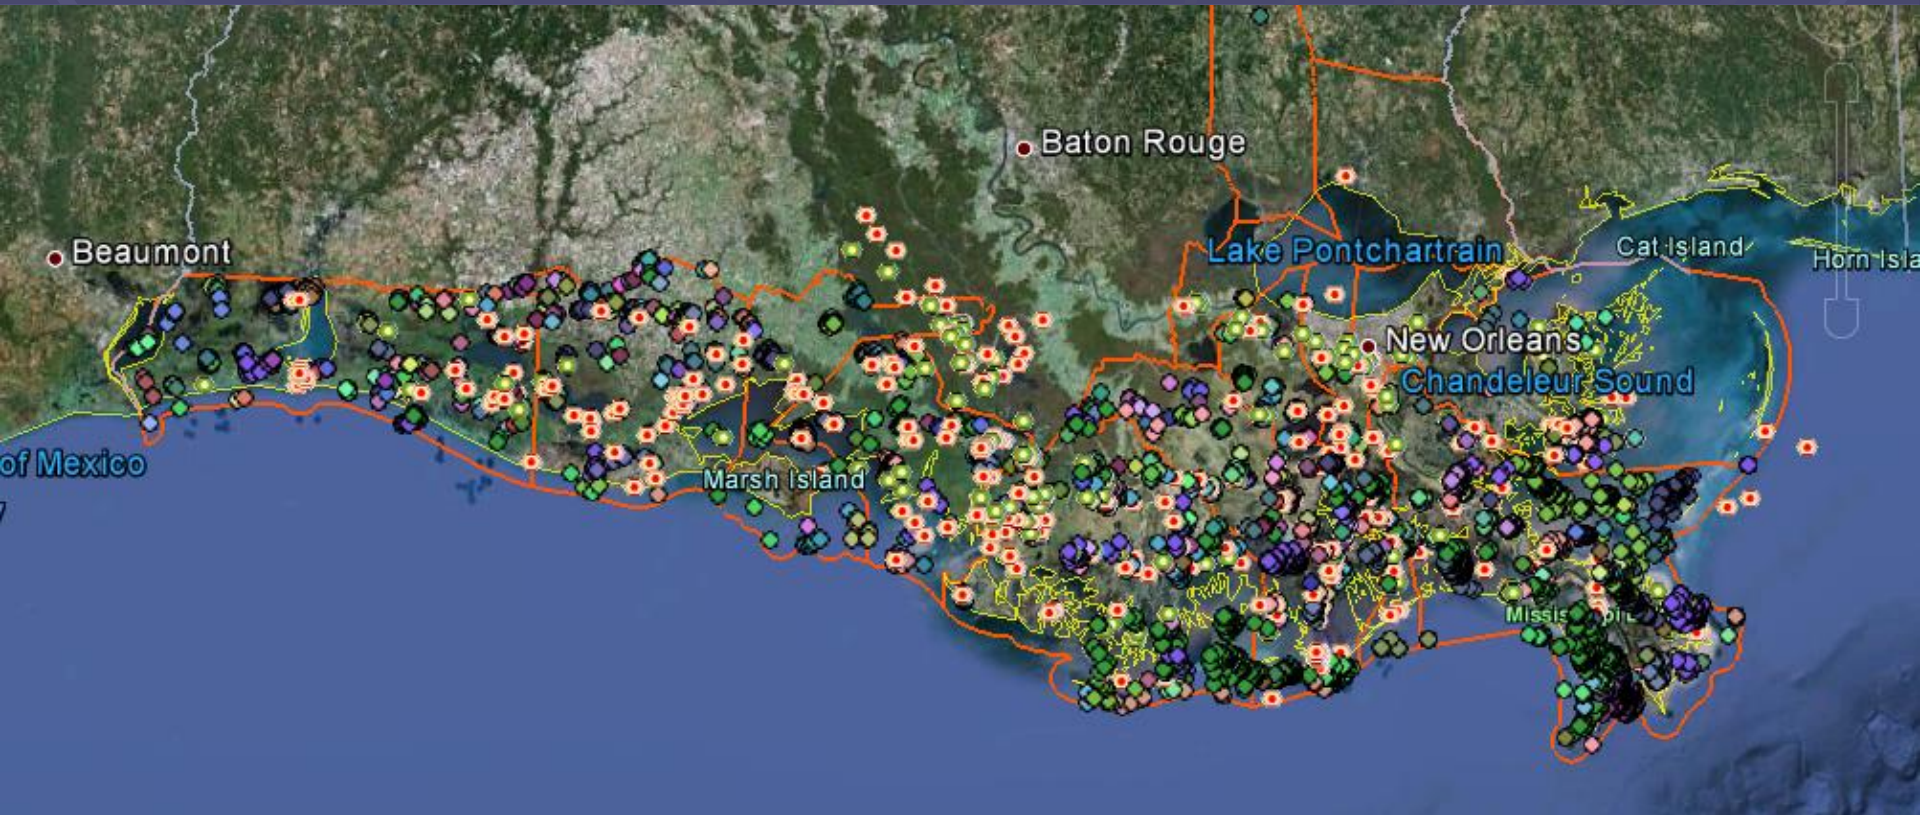 Baton Rouge
Beaumont
Lake Pontchartrain
Cat Island
Horn Isla
New Orleans
Chandeleur Sound
of Mexico
Marsh Island